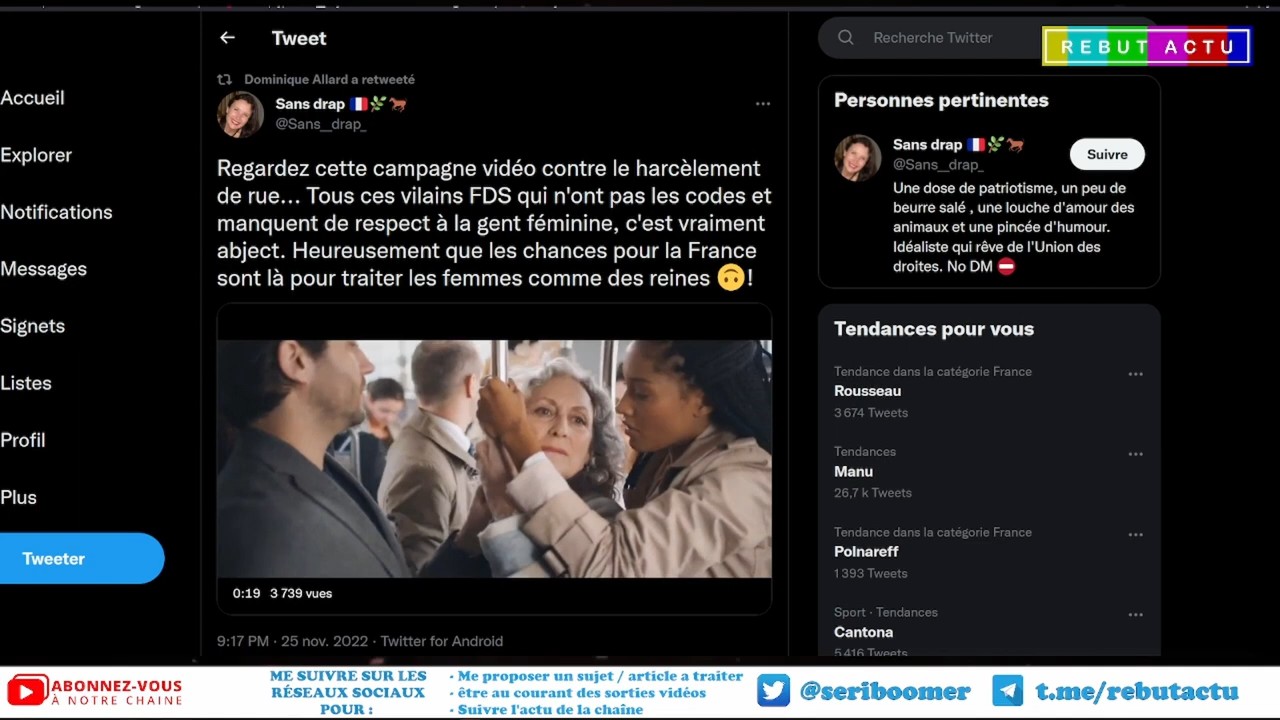 Tweet
Dominique Allard a retweeté
Sans drap 🇫🇷🌿🐎
@Sans__drap_
Regardez cette campagne vidéo contre le harcèlement
de rue... Tous ces vilains FDS qui n'ont pas les codes et
manquent de respect à la gent féminine, c'est vraiment
abject. Heureusement que les chances pour la France
sont là pour traiter les femmes comme des reines 🙃!
0:19 3 739 vues
9:17 PM · 25 nov. 2022 · Twitter for Android
Accueil
Explorer
Notifications
Messages
Signets
Listes
Profil
Plus
Tweeter
Recherche Twitter
REBUT ACTU
Personnes pertinentes
Sans drap 🇫🇷🌿🐎
@Sans__drap_
Suivre
Une dose de patriotisme, un peu de
beurre salé , une louche d'amour des
animaux et une pincée d'humour.
Idéaliste qui rêve de l'Union des
droites. No DM ⛔
Tendances pour vous
Tendance dans la catégorie France
Rousseau
3 674 Tweets
Tendances
Manu
26,7 k Tweets
Tendance dans la catégorie France
Polnareff
1 393 Tweets
Sport · Tendances
Cantona
5 416 Tweets
ABONNEZ-VOUS
À NOTRE CHAINE
ME SUIVRE SUR LES
RÉSEAUX SOCIAUX
POUR :
- Me proposer un sujet / article a traiter
- être au courant des sorties vidéos
- Suivre l'actu de la chaîne
@seriboomer
t.me/rebutactu